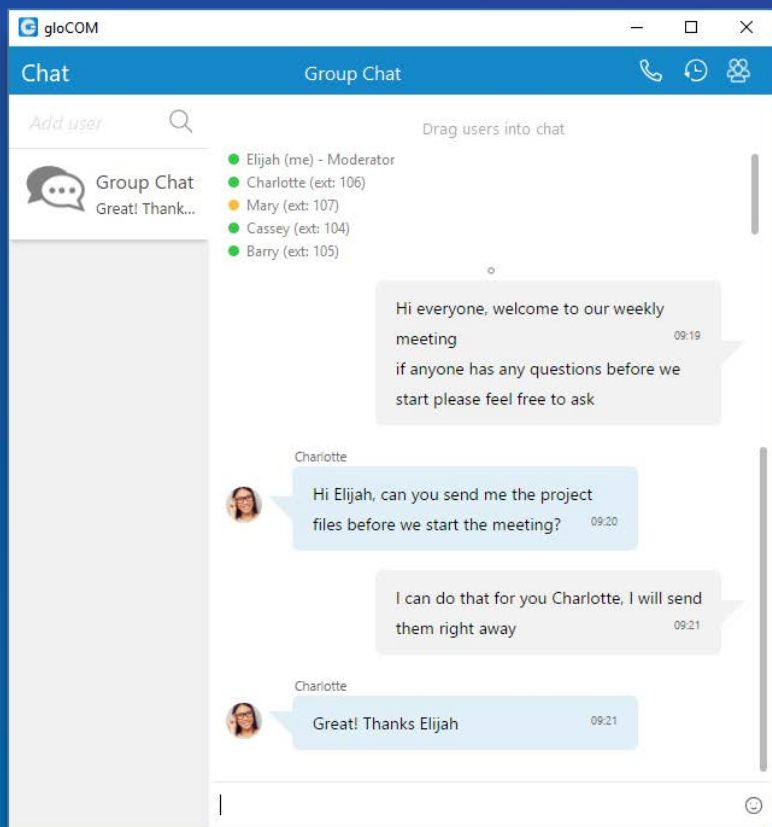 gloCOM
Chat
Group Chat
Add user
Drag users into chat
Group Chat
Great! Thank...
Elijah (me) - Moderator
Charlotte (ext: 106)
Mary (ext: 107)
Cassey (ext: 104)
Barry (ext: 105)
Hi everyone, welcome to our weekly
meeting 09:19
if anyone has any questions before we
start please feel free to ask
Charlotte
Hi Elijah, can you send me the project
files before we start the meeting? 09:20
I can do that for you Charlotte, I will send
them right away 09:21
Charlotte
Great! Thanks Elijah 09:21